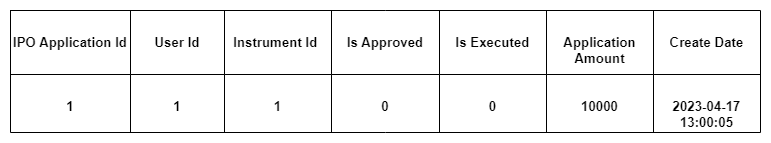 IPO Application Id User Id Instrument Id Is Approved Is Executed Application Amount Create Date
1 1 1 0 0 10000 2023-04-17 13:00:05